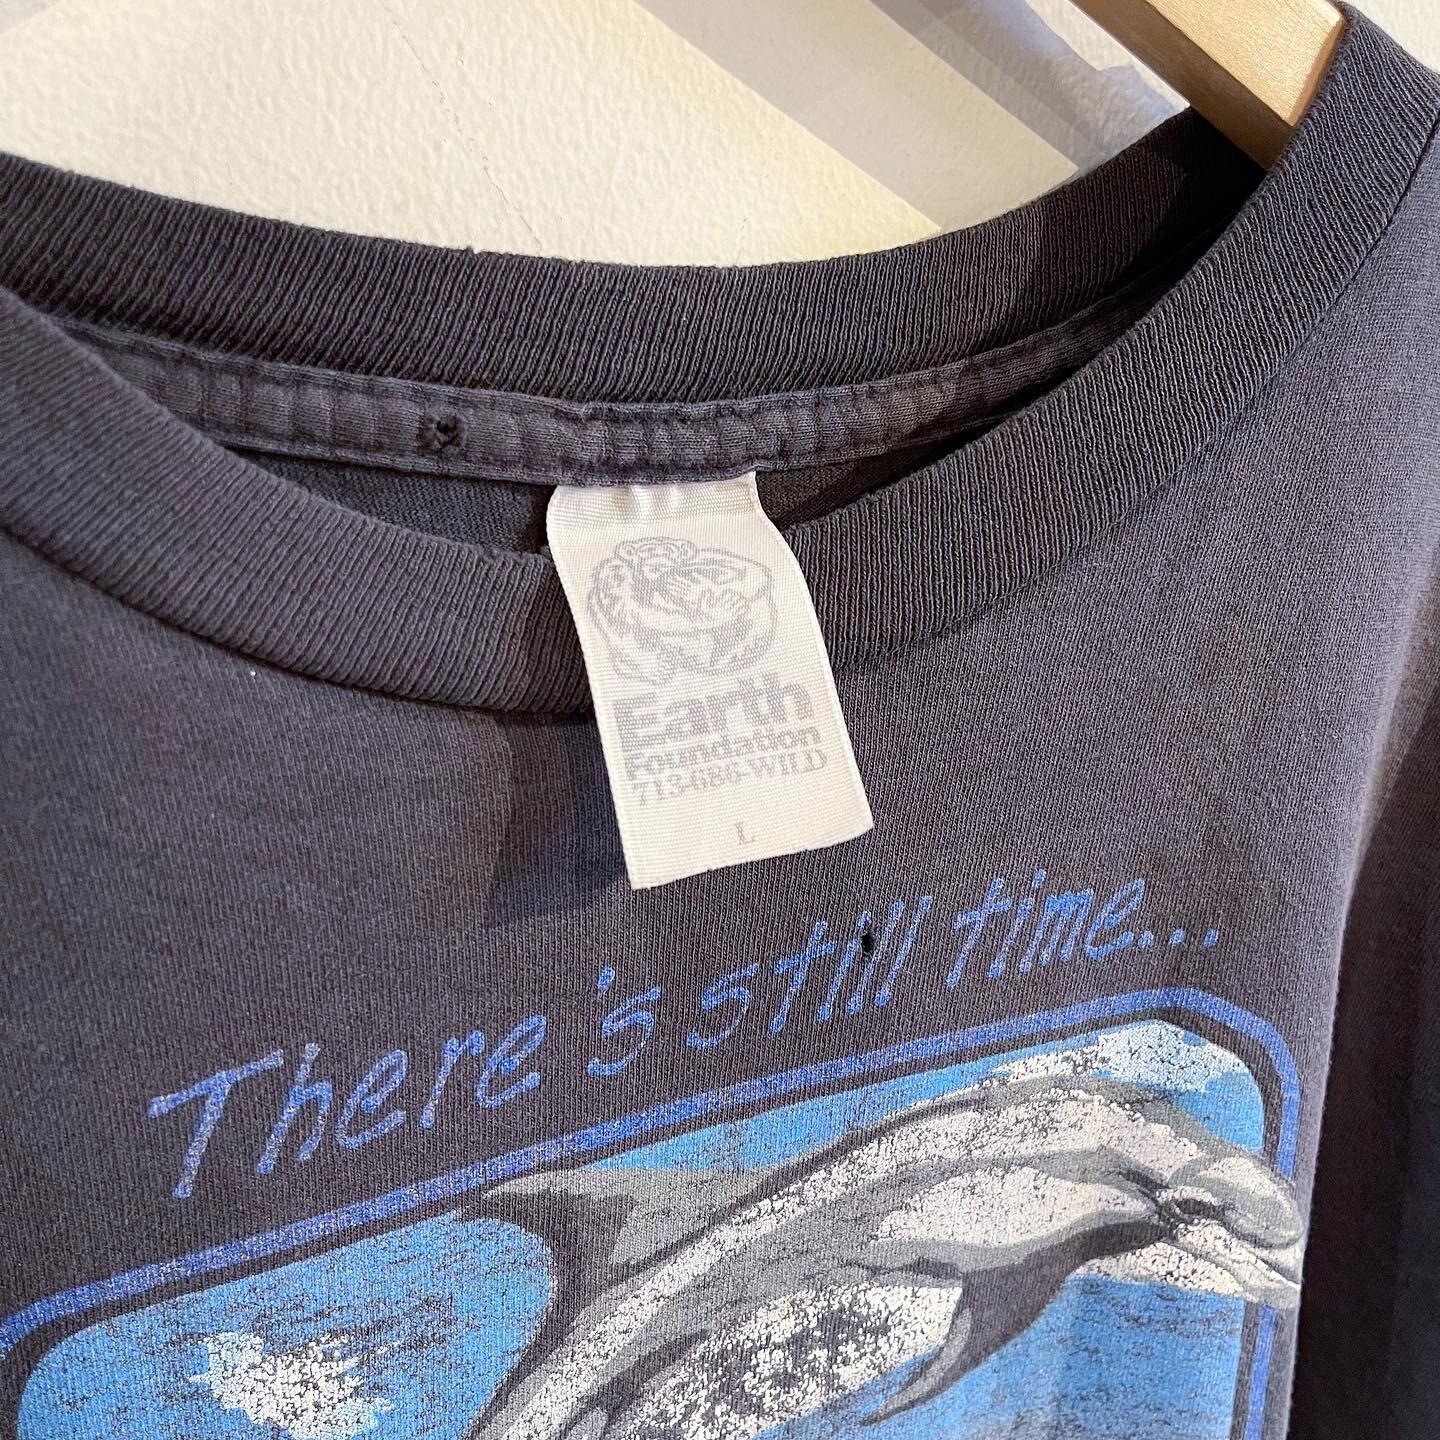 Earth
Foundation
713-686-WILD
L
There's still time...